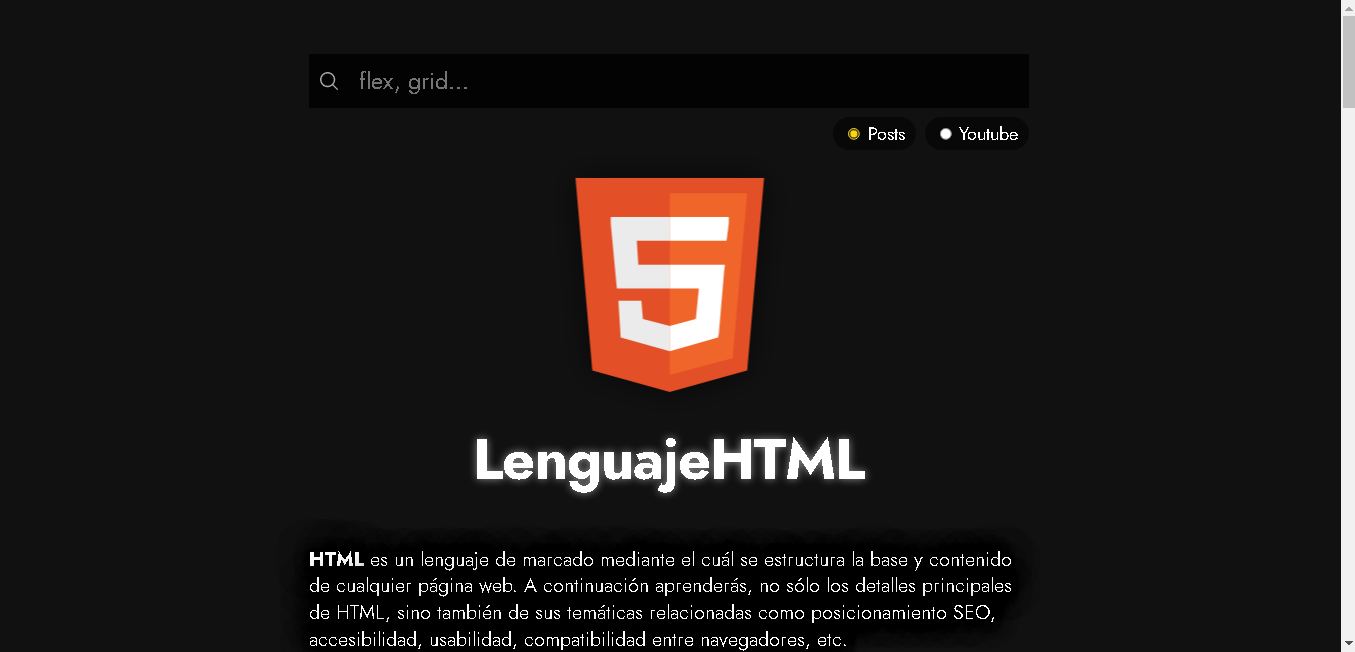 flex, grid...
Posts
Youtube
5
LenguajeHTML
HTML es un lenguaje de marcado mediante el cuál se estructura la base y contenido
de cualquier página web. A continuación aprenderás, no sólo los detalles principales
de HTML, sino también de sus temáticas relacionadas como posicionamiento SEO,
accesibilidad, usabilidad, compatibilidad entre navegadores, etc.